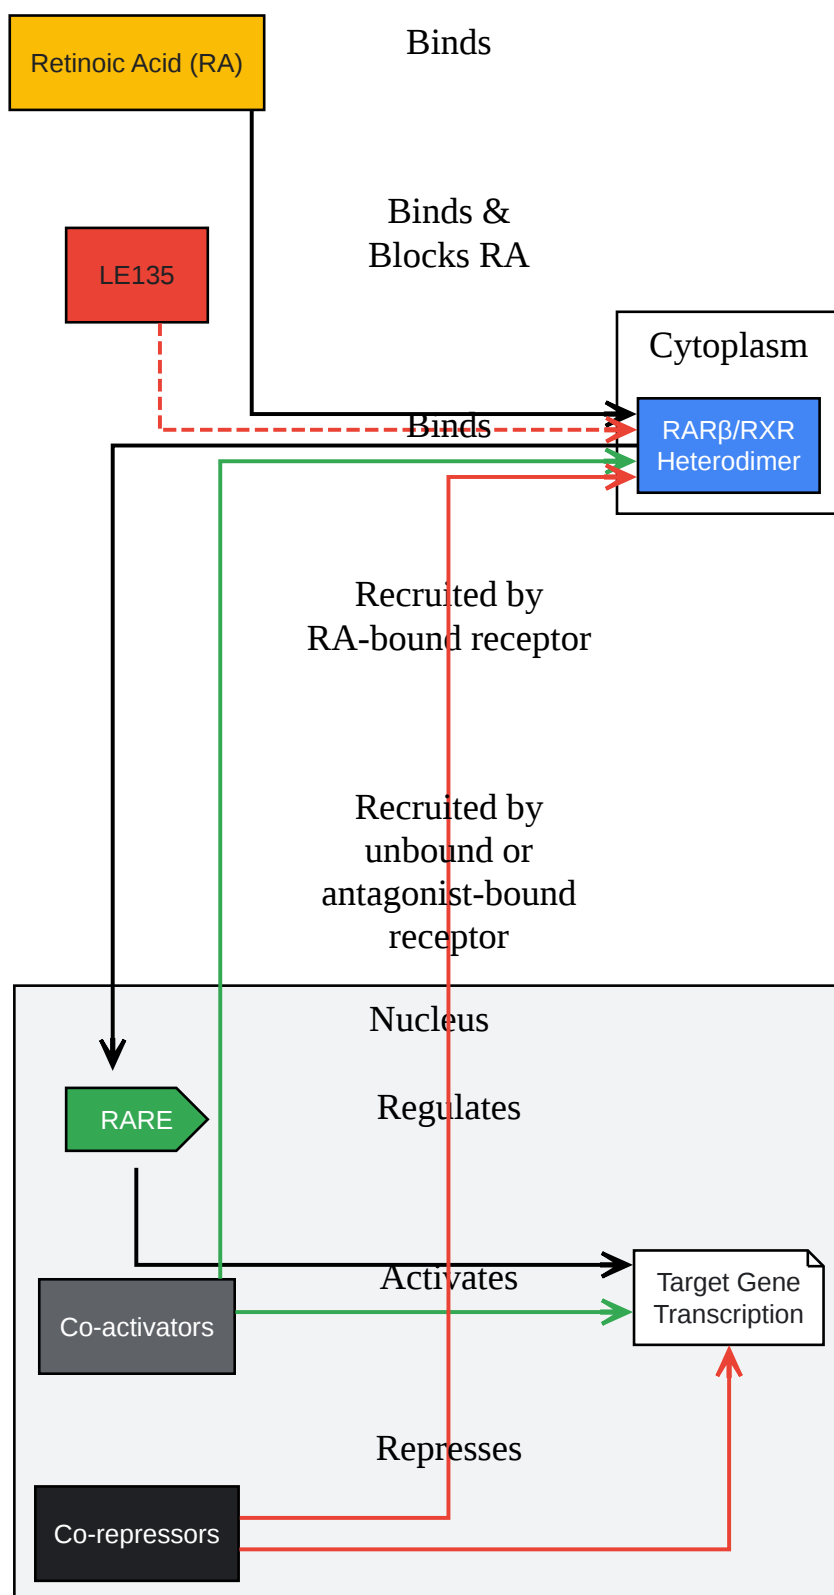 Binds
Retinoic Acid (RA)
Binds &
Blocks RA
LE135
Cytoplasm
Binds
RARβ/RXR
Heterodimer
Recruited by
RA-bound receptor
Recruited by
unbound or
antagonist-bound
receptor
Nucleus
Regulates
RARE
Activates
Target Gene
Transcription
Co-activators
Represses
Co-repressors